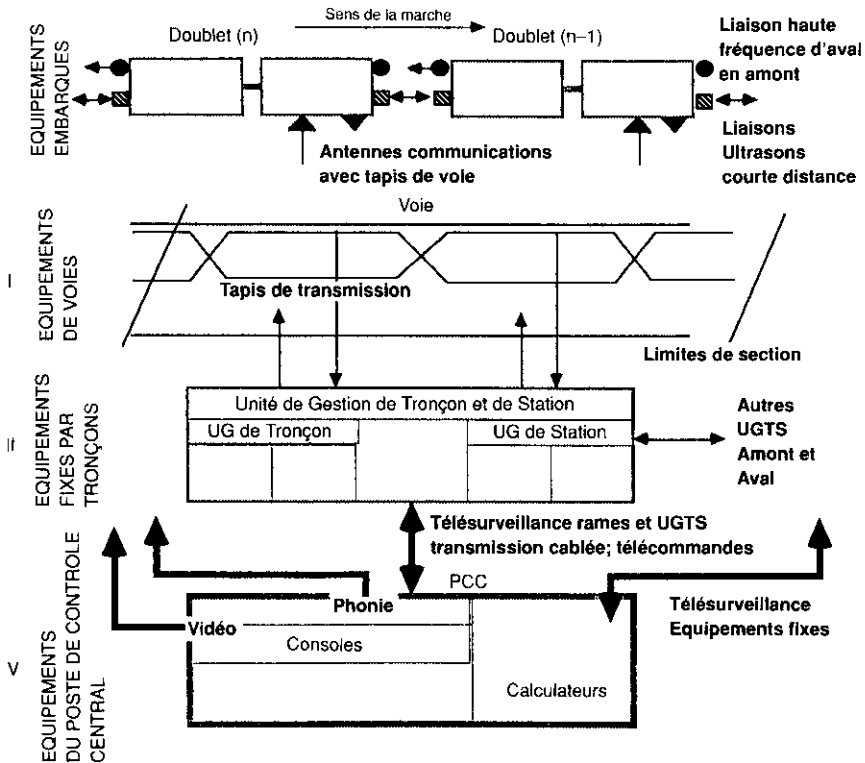 Sens de la marche
Doublet (n)
Doublet (n–1)
Liaison haute
fréquence d'aval
en amont
EQUIPEMENTS
EMBARQUES
Antennes communications
avec tapis de voie
Liaisons
Ultrasons
courte distance
Voie
I
EQUIPEMENTS
DE VOIES
Tapis de transmission
Limites de section
II
EQUIPEMENTS
FIXES PAR
TRONÇONS
Unité de Gestion de Tronçon et de Station
UG de Tronçon
UG de Station
Autres
UGTS
Amont et
Aval
Télésurveillance rames et UGTS
transmission cablée; télécommandes
PCC
V
EQUIPEMENTS
DU POSTE DE CONTROLE
CENTRAL
Phonie
Vidéo
Consoles
Calculateurs
Télésurveillance
Equipements fixes